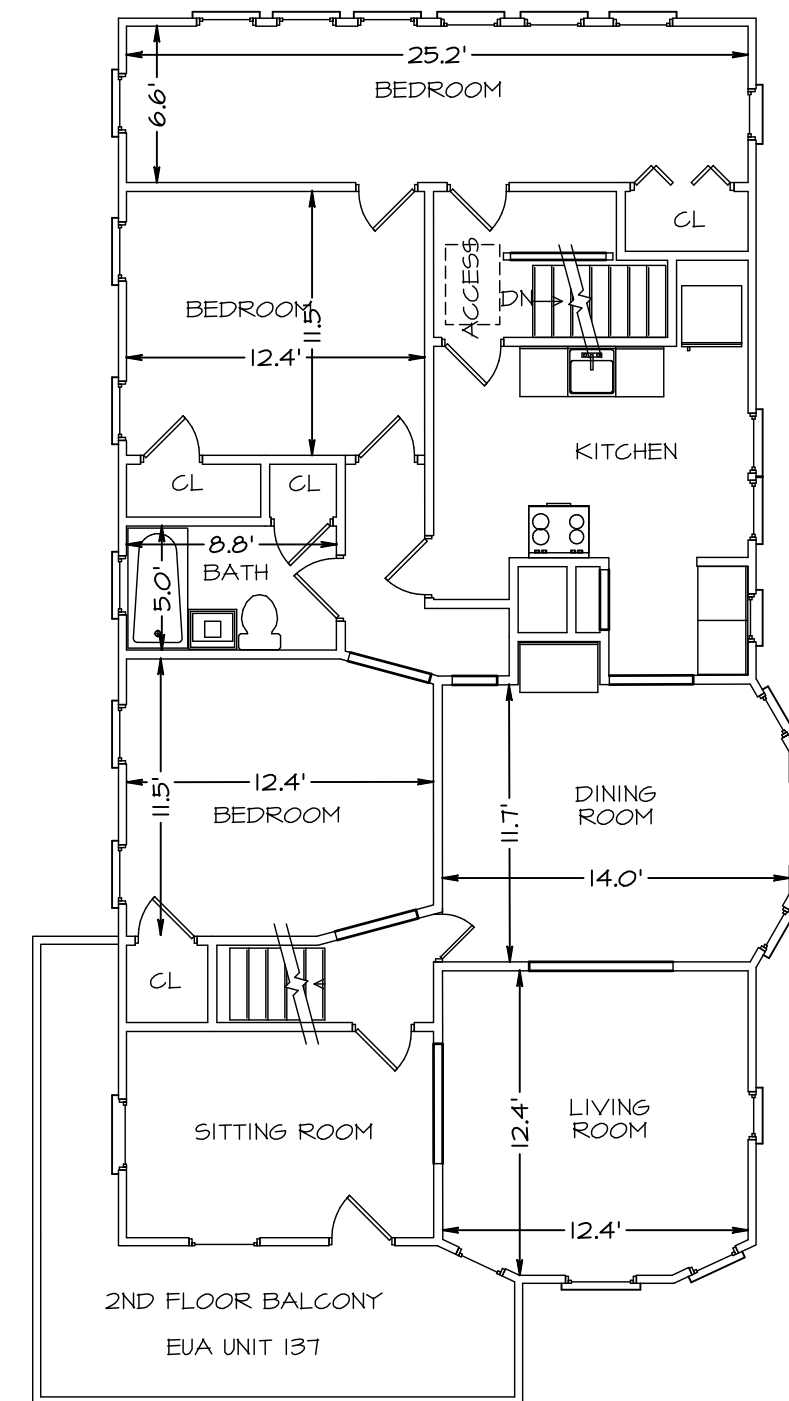 25.2'
BEDROOM
6.6'
CL
ACCESS
DN
BEDROOM
11.5'
12.4'
KITCHEN
CL
CL
8.8'
BATH
5.0'
12.4'
BEDROOM
11.5'
DINING
ROOM
11.7'
14.0'
CL
SITTING ROOM
LIVING
ROOM
12.4'
12.4'
2ND FLOOR BALCONY
EUA UNIT 137